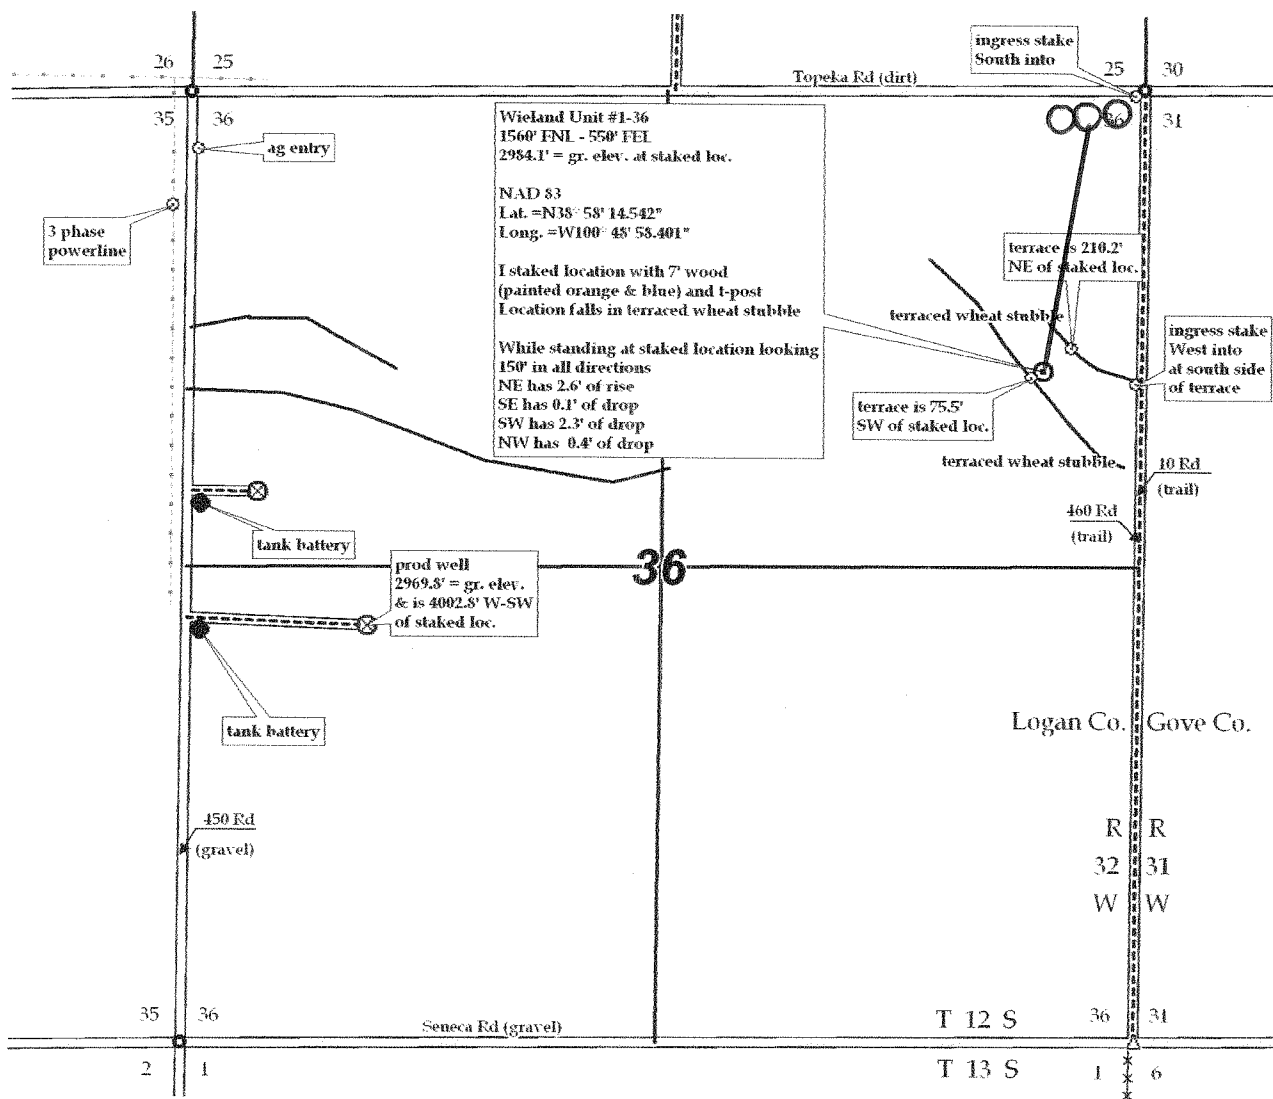 ingress stake
South into
26
25
25
30
Topeka Rd (dirt)
35
36
36
31
ag entry
3 phase
powerline
Wieland Unit #1-36
1560' FNL - 550' FEL
2984.1' = gr. elev. at staked loc.
NAD 83
Lat. =N38° 58' 14.542"
Long. =W100° 48' 58.401"
I staked location with 7' wood
(painted orange & blue) and t-post
Location falls in terraced wheat stubble
While standing at staked location looking
150' in all directions
NE has 2.6' of rise
SE has 0.1' of drop
SW has 2.3' of drop
NW has 0.4' of drop
terrace is 210.2'
NE of staked loc.
terraced wheat stubble
ingress stake
West into
at south side
of terrace
terrace is 75.5'
SW of staked loc.
terraced wheat stubble
10 Rd
(trail)
460 Rd
(trail)
tank battery
prod well
2969.8' = gr. elev.
& is 4002.8' W-SW
of staked loc.
36
tank battery
Logan Co.
Gove Co.
450 Rd
(gravel)
R
R
32
31
W
W
35
36
Seneca Rd (gravel)
T 12 S
36
31
2
1
T 13 S
1
6